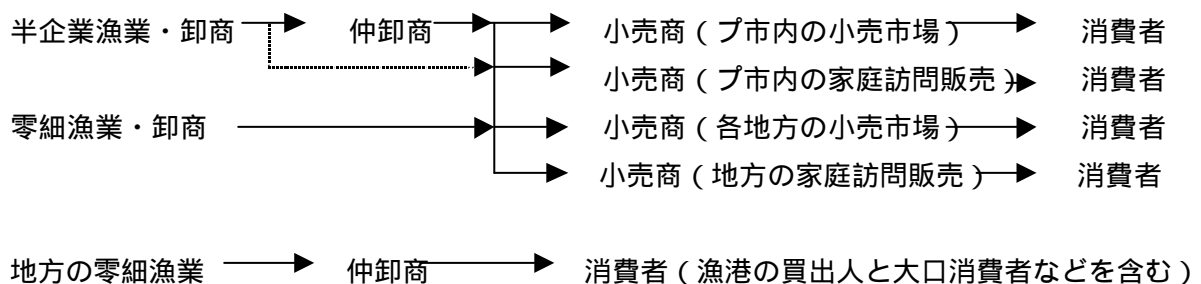 半企業漁業・卸商 仲卸商 小売商(プ市内の小売市場) 消費者
小売商(プ市内の家庭訪問販売) 消費者
零細漁業・卸商 小売商(各地方の小売市場) 消費者
小売商(地方の家庭訪問販売) 消費者
地方の零細漁業 仲卸商 消費者(漁港の買出人と大口消費者などを含む)